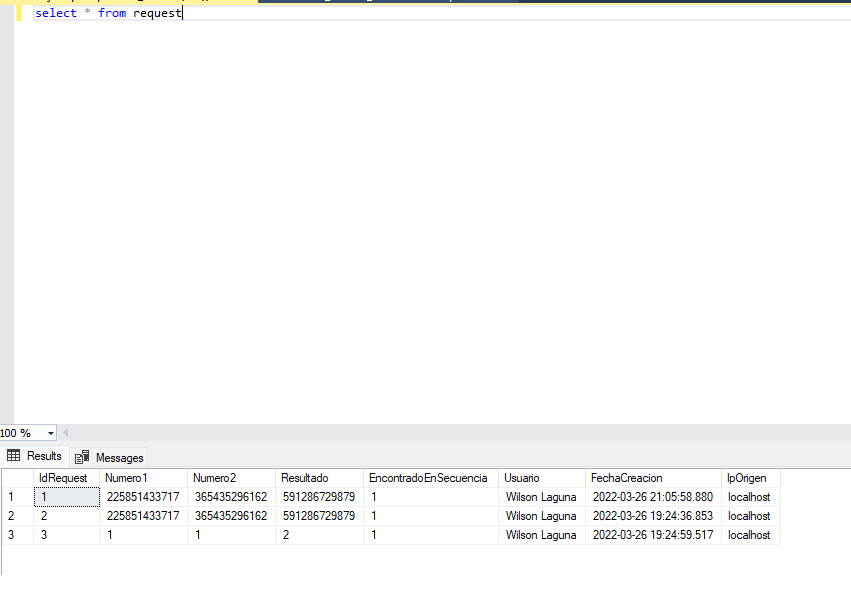 select * from request
100 %
Results Messages
IdRequest Numero1 Numero2 Resultado EncontradoEnSecuencia Usuario FechaCreacion IpOrigen
1 1 225851433717 365435296162 591286729879 1 Wilson Laguna 2022-03-26 21:05:58.880 localhost
2 2 225851433717 365435296162 591286729879 1 Wilson Laguna 2022-03-26 19:24:36.853 localhost
3 3 1 1 2 1 Wilson Laguna 2022-03-26 19:24:59.517 localhost